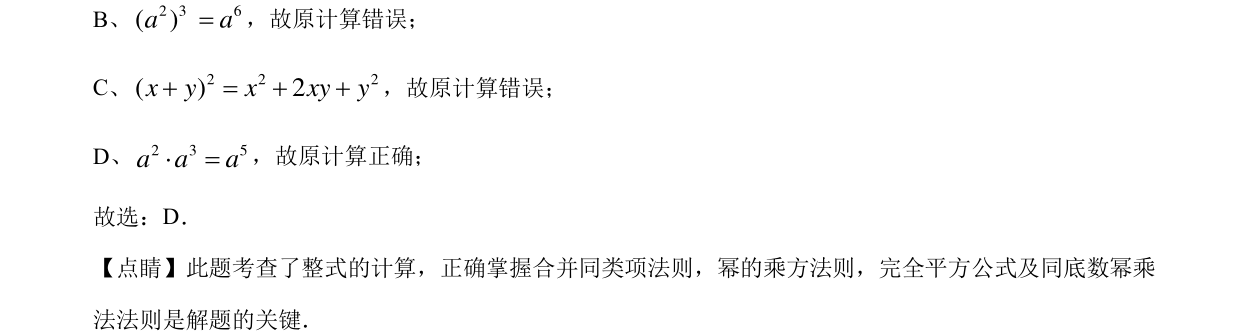 B、$(a^2)^3 = a^6$，故原计算错误；
C、$(x+y)^2 = x^2 + 2xy + y^2$，故原计算错误；
D、$a^2 \cdot a^3 = a^5$，故原计算正确；
故选：D．
【点睛】此题考查了整式的计算，正确掌握合并同类项法则，幂的乘方法则，完全平方公式及同底数幂乘
法法则是解题的关键．